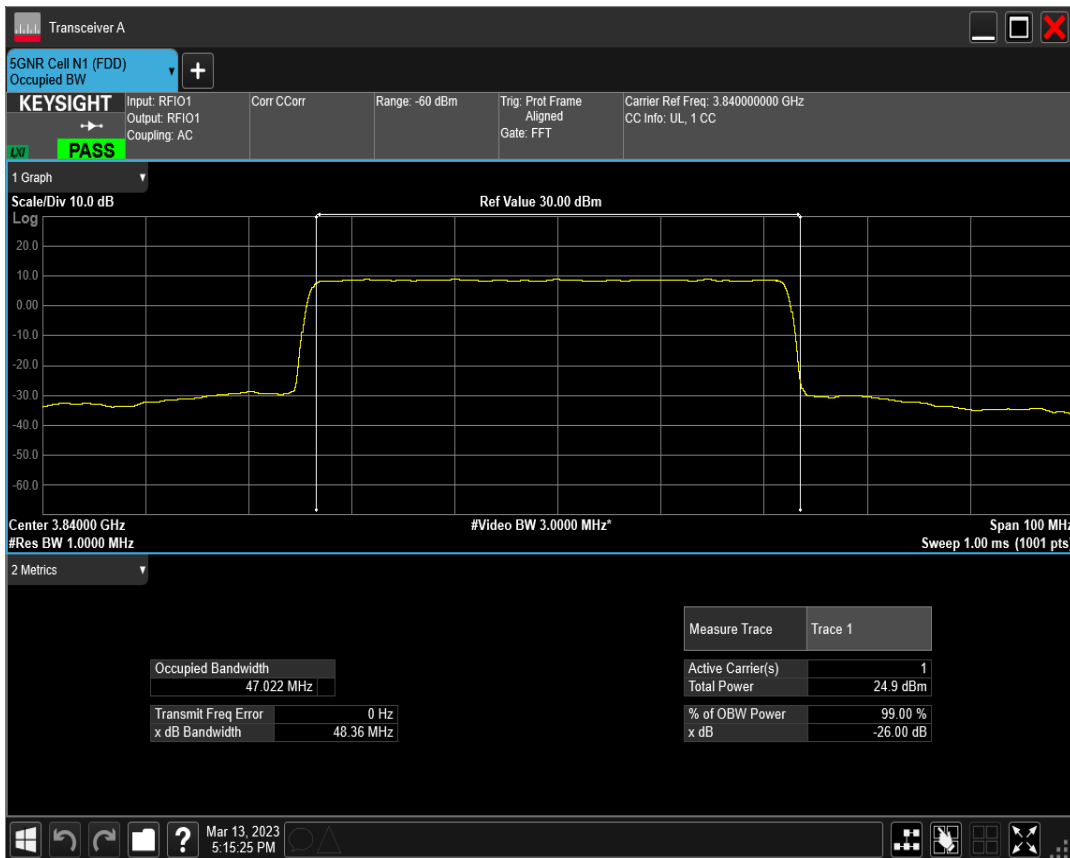 Transceiver A
5GNR Cell N1 (FDD)
Occupied BW
+
KEYSIGHT
LXI
PASS
Input: RFIO1
Output: RFIO1
Coupling: AC
Corr CCorr
Range: -60 dBm
Trig: Prot Frame
Aligned
Gate: FFT
Carrier Ref Freq: 3.840000000 GHz
CC Info: UL, 1 CC
1 Graph
Scale/Div 10.0 dB
Ref Value 30.00 dBm
Log
20.0
10.0
0.00
-10.0
-20.0
-30.0
-40.0
-50.0
-60.0
Center 3.84000 GHz
#Video BW 3.0000 MHz*
Span 100 MHz
#Res BW 1.0000 MHz
Sweep 1.00 ms (1001 pts)
2 Metrics
Measure Trace Trace 1
Occupied Bandwidth
47.022 MHz
Active Carrier(s) 1
Total Power 24.9 dBm
Transmit Freq Error 0 Hz
x dB Bandwidth 48.36 MHz
% of OBW Power 99.00 %
x dB -26.00 dB
?
Mar 13, 2023
5:15:25 PM